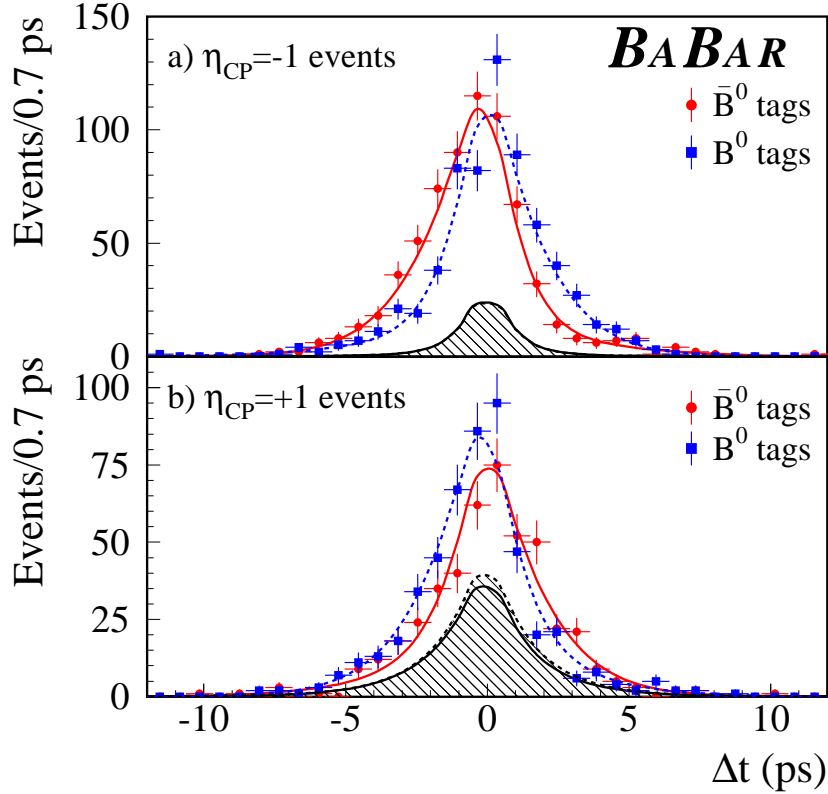 150
Events/0.7 ps
a) ηCP=-1 events
BABAR
B̄⁰ tags
B⁰ tags
100
50
0
Events/0.7 ps
b) ηCP=+1 events
B̄⁰ tags
B⁰ tags
100
75
50
25
0
-10 -5 0 5 10
Δt (ps)